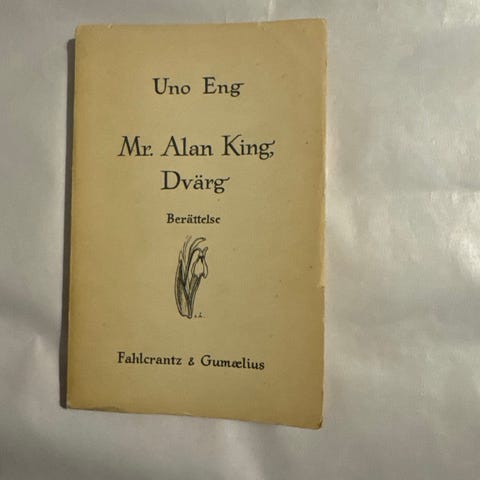 Uno Eng
Mr. Alan King,
Dvärg
Berättelse
Fahlcrantz & Gumælius